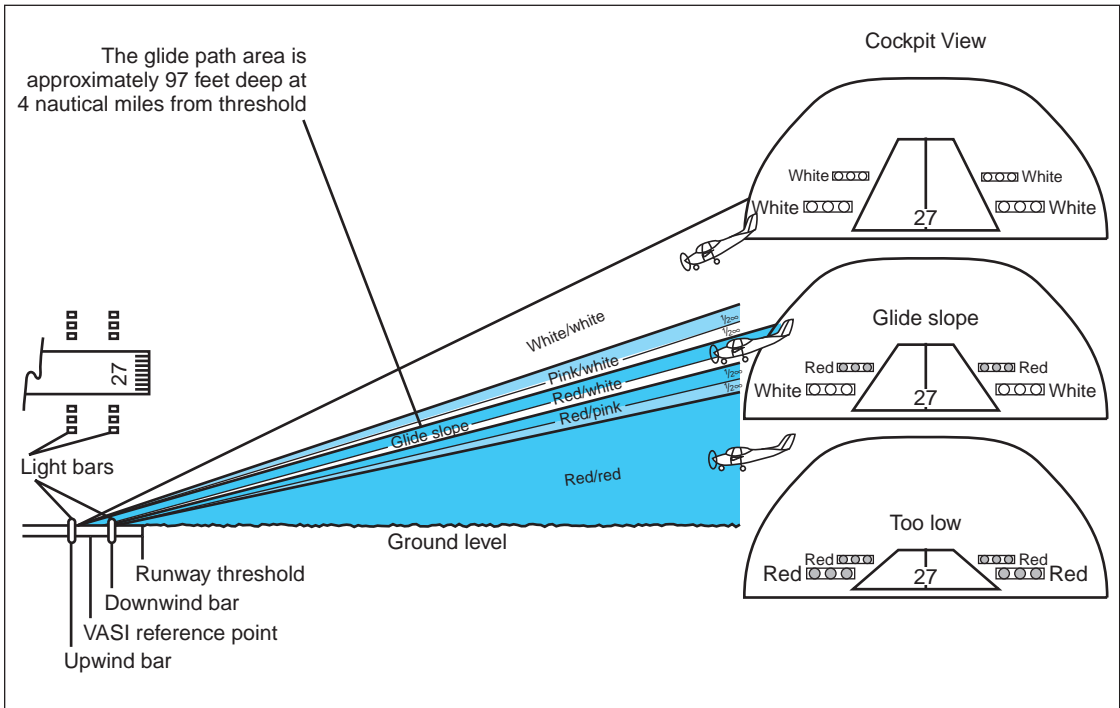 The glide path area is
approximately 97 feet deep at
4 nautical miles from threshold
Cockpit View
White White
White White
27
White/white
Pink/white
Red/white
Glide slope
Red/pink
Red/red
Glide slope
Red Red
White White
27
27
Light bars
Too low
Red Red
Red Red
27
Ground level
Runway threshold
Downwind bar
VASI reference point
Upwind bar